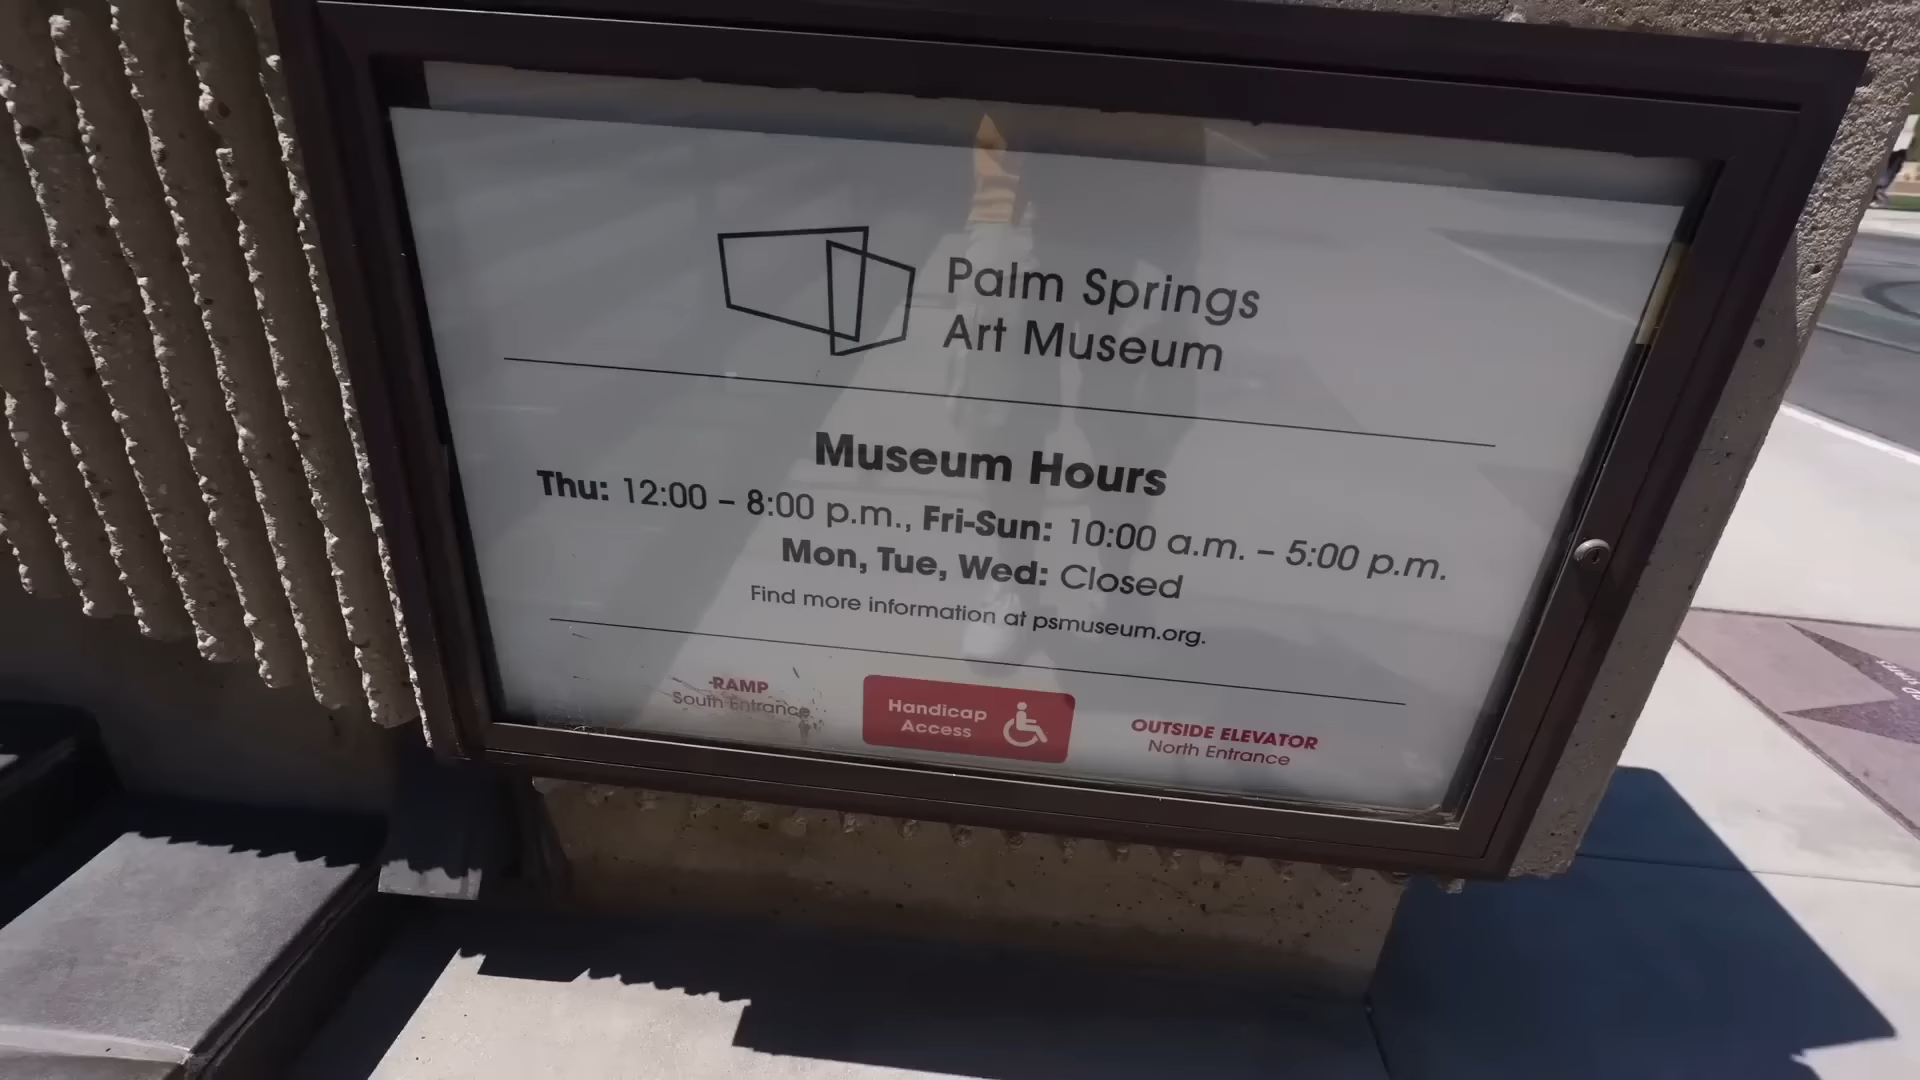 Palm Springs
Art Museum
Museum Hours
Thu: 12:00 – 8:00 p.m., Fri-Sun: 10:00 a.m. – 5:00 p.m.
Mon, Tue, Wed: Closed
Find more information at psmuseum.org.
RAMP
South Entrance
Handicap
Access
OUTSIDE ELEVATOR
North Entrance